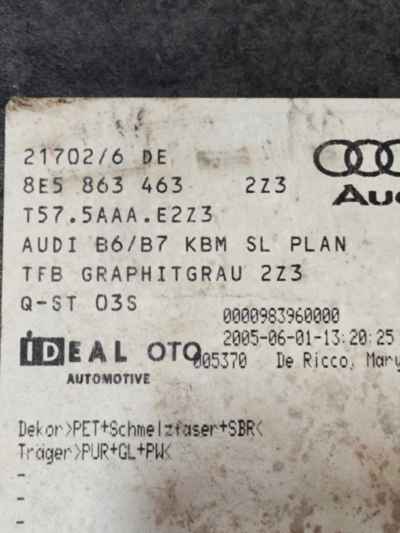 21702/6 DE
8E5 863 463 2Z3
Au
T57.5AAA.E2Z3
AUDI B6/B7 KBM SL PLAN
TFB GRAPHITGRAU 2Z3
Q-ST 03S
0000983960000
2005-06-01-13:20:25
iDEAL OTO
005370 De Ricco, Mary
AUTOMOTIVE
Dekor>PET+Schmelzfaser+SBR<
Träger>PUR+GL+PW<
-
-
-